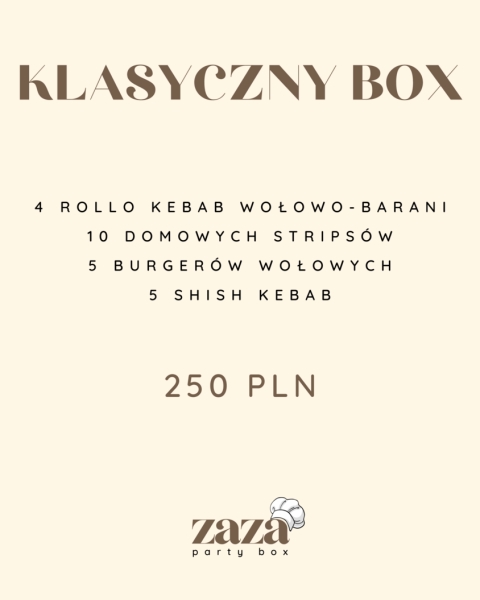 KLASYCZNY BOX
4 ROLLO KEBAB WOŁOWO-BARANI
10 DOMOWYCH STRIPSÓW
5 BURGERÓW WOŁOWYCH
5 SHISH KEBAB
250 PLN
zaza
party box